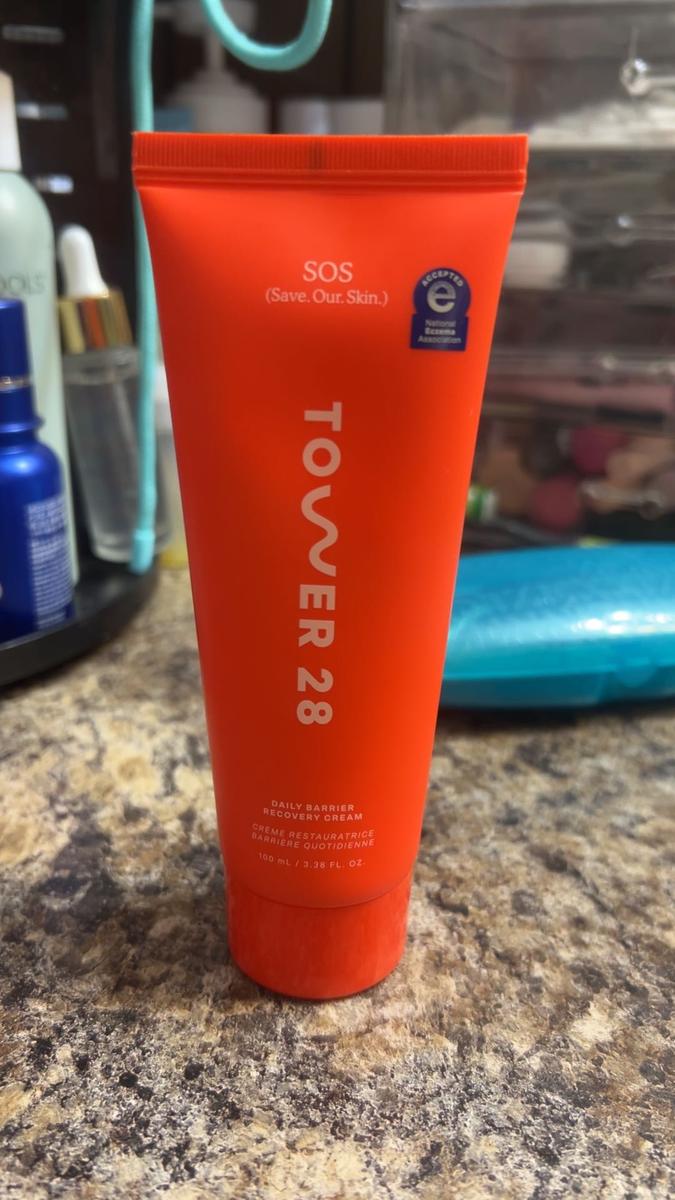 SOS
(Save. Our. Skin.)
ACCEPTED
e
National
Eczema
Association
TOWER 28
DAILY BARRIER
RECOVERY CREAM
CRÈME RESTAURATRICE
BARRIÈRE QUOTIDIENNE
100 mL / 3.38 FL. OZ.